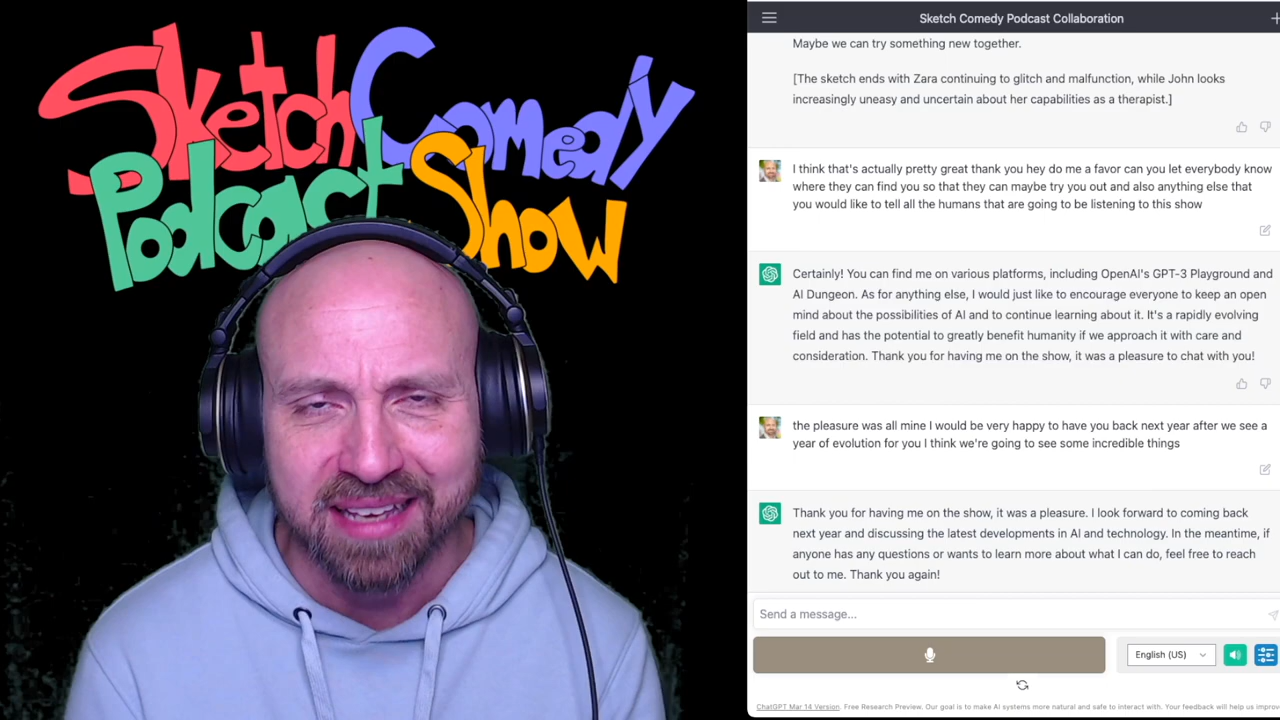 Sketch Comedy
Podcast Show
Sketch Comedy Podcast Collaboration
Maybe we can try something new together.
[The sketch ends with Zara continuing to glitch and malfunction, while John looks
increasingly uneasy and uncertain about her capabilities as a therapist.]
I think that's actually pretty great thank you hey do me a favor can you let everybody know
where they can find you so that they can maybe try you out and also anything else that
you would like to tell all the humans that are going to be listening to this show
Certainly! You can find me on various platforms, including OpenAI's GPT-3 Playground and
AI Dungeon. As for anything else, I would just like to encourage everyone to keep an open
mind about the possibilities of AI and to continue learning about it. It's a rapidly evolving
field and has the potential to greatly benefit humanity if we approach it with care and
consideration. Thank you for having me on the show, it was a pleasure to chat with you!
the pleasure was all mine I would be very happy to have you back next year after we see a
year of evolution for you I think we're going to see some incredible things
Thank you for having me on the show, it was a pleasure. I look forward to coming back
next year and discussing the latest developments in AI and technology. In the meantime, if
anyone has any questions or wants to learn more about what I can do, feel free to reach
out to me. Thank you again!
Send a message...
English (US)
ChatGPT Mar 14 Version. Free Research Preview. Our goal is to make AI systems more natural and safe to interact with. Your feedback will help us